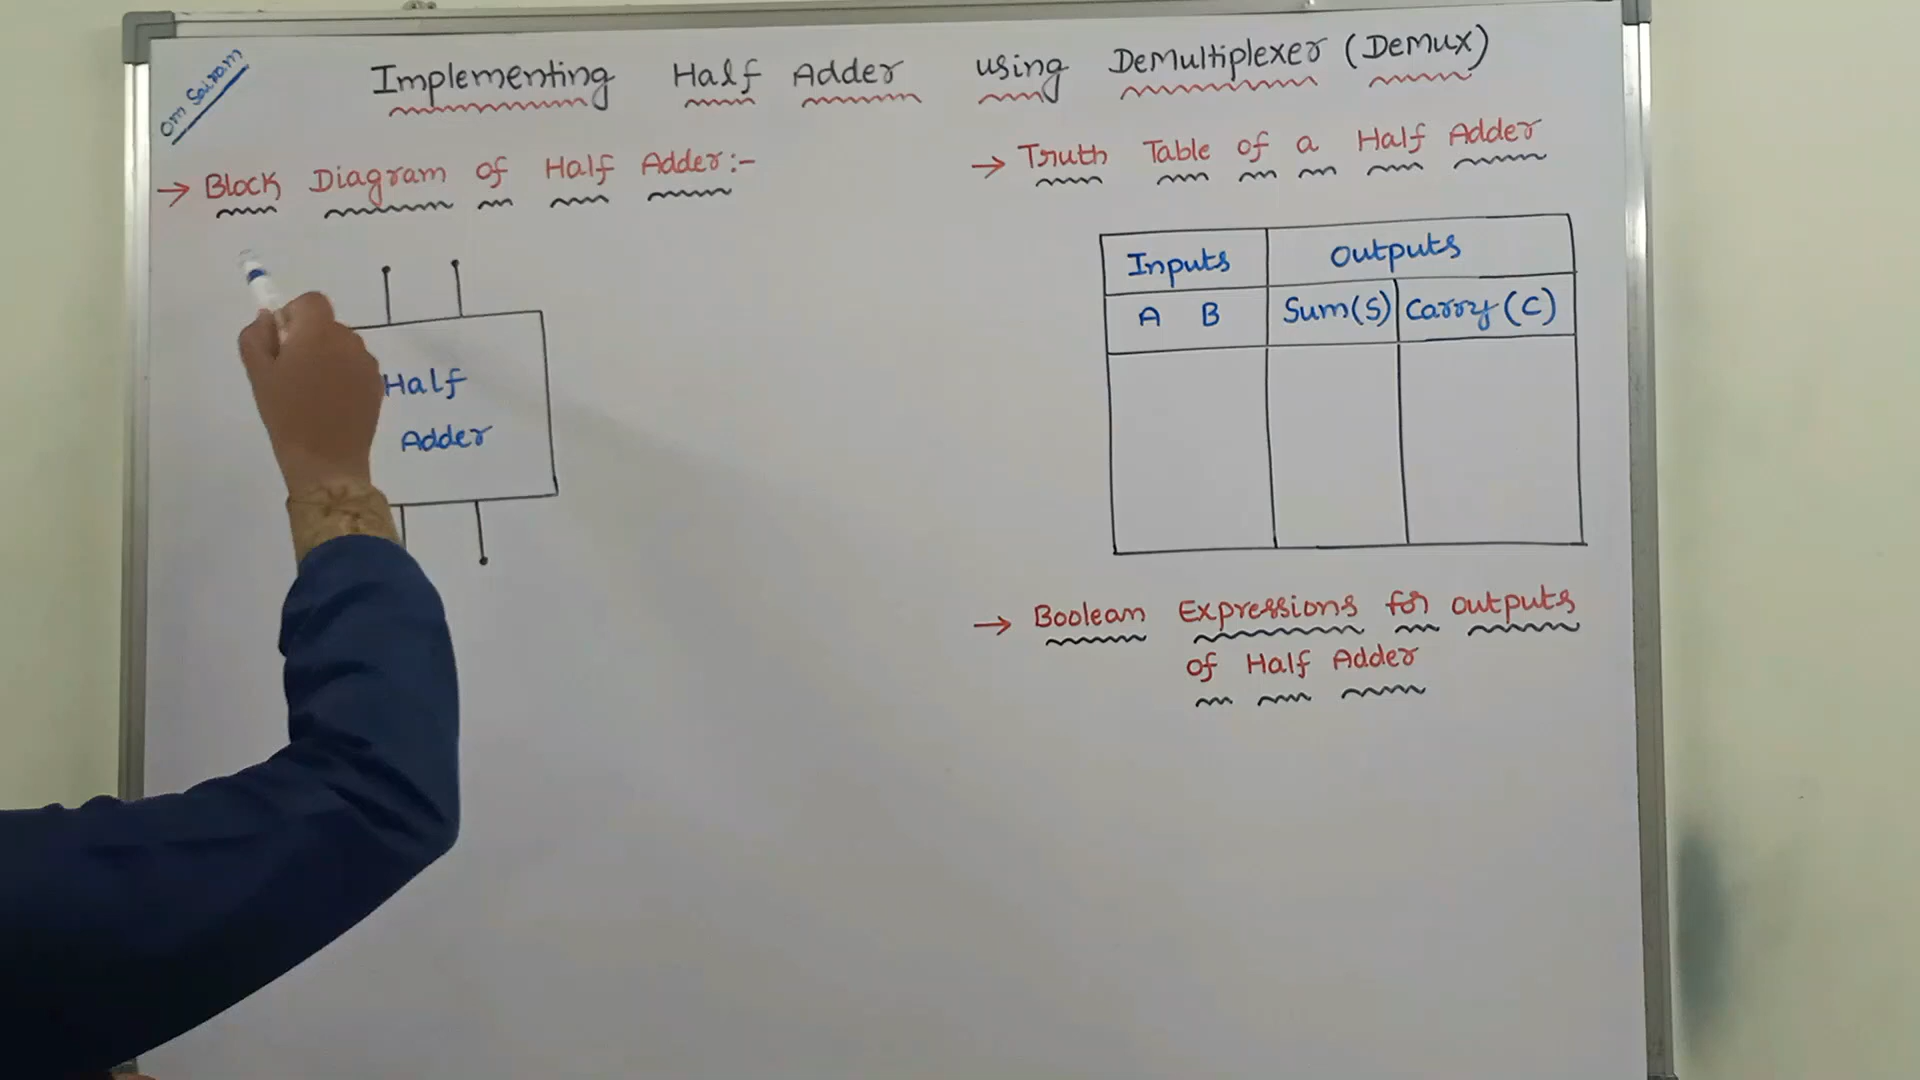 Om Sairam
Implementing Half Adder using DeMultiplexer (DeMux)
→ Block Diagram of Half Adder:-
Half
Adder
→ Truth Table of a Half Adder
Inputs Outputs
A B Sum(S) Carry(C)
→ Boolean Expressions for outputs
of Half Adder